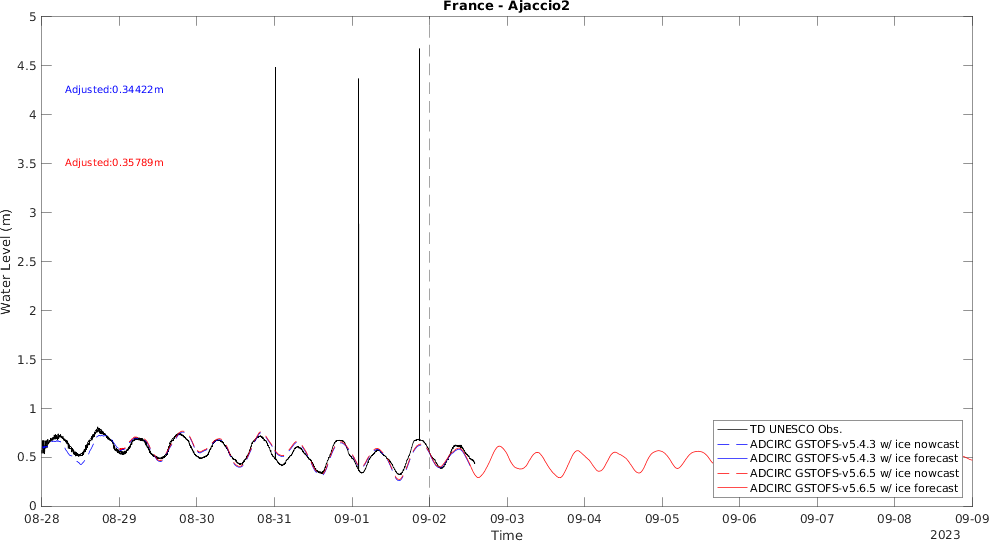 France - Ajaccio2
Water Level (m)
5
4.5
4
3.5
3
2.5
2
1.5
1
0.5
0
Adjusted:0.34422m
Adjusted:0.35789m
TD UNESCO Obs.
ADCIRC GSTOFS-v5.4.3 w/ ice nowcast
ADCIRC GSTOFS-v5.4.3 w/ ice forecast
ADCIRC GSTOFS-v5.6.5 w/ ice nowcast
ADCIRC GSTOFS-v5.6.5 w/ ice forecast
08-28 08-29 08-30 08-31 09-01 09-02 09-03 09-04 09-05 09-06 09-07 09-08 09-09
Time
2023